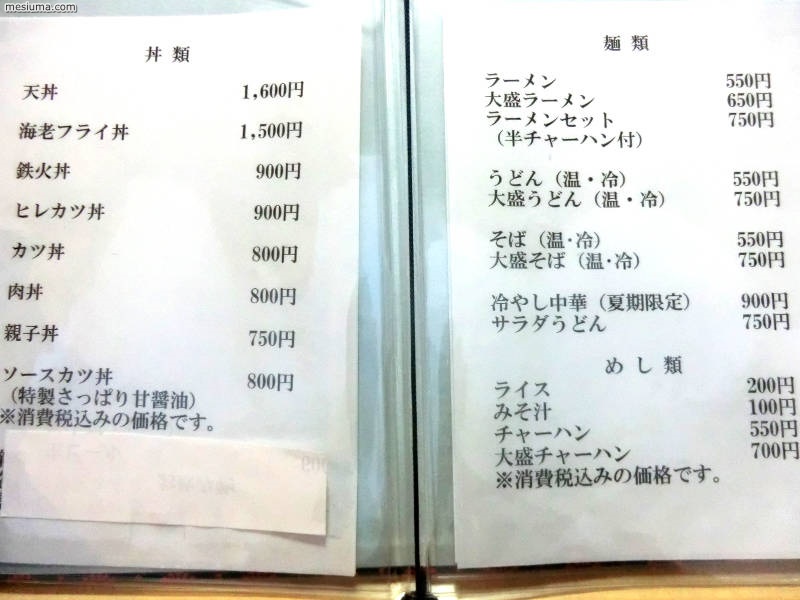 mesiuma.com
丼類
天丼 1,600円
海老フライ丼 1,500円
鉄火丼 900円
ヒレカツ丼 900円
カツ丼 800円
肉丼 800円
親子丼 750円
ソースカツ丼 800円
（特製さっぱり甘醤油）
※消費税込みの価格です。
麺類
ラーメン 550円
大盛ラーメン 650円
ラーメンセット 750円
（半チャーハン付）
うどん（温・冷） 550円
大盛うどん（温・冷） 750円
そば（温・冷） 550円
大盛そば（温・冷） 750円
冷やし中華（夏期限定） 900円
サラダうどん 750円
めし類
ライス 200円
みそ汁 100円
チャーハン 550円
大盛チャーハン 700円
※消費税込みの価格です。